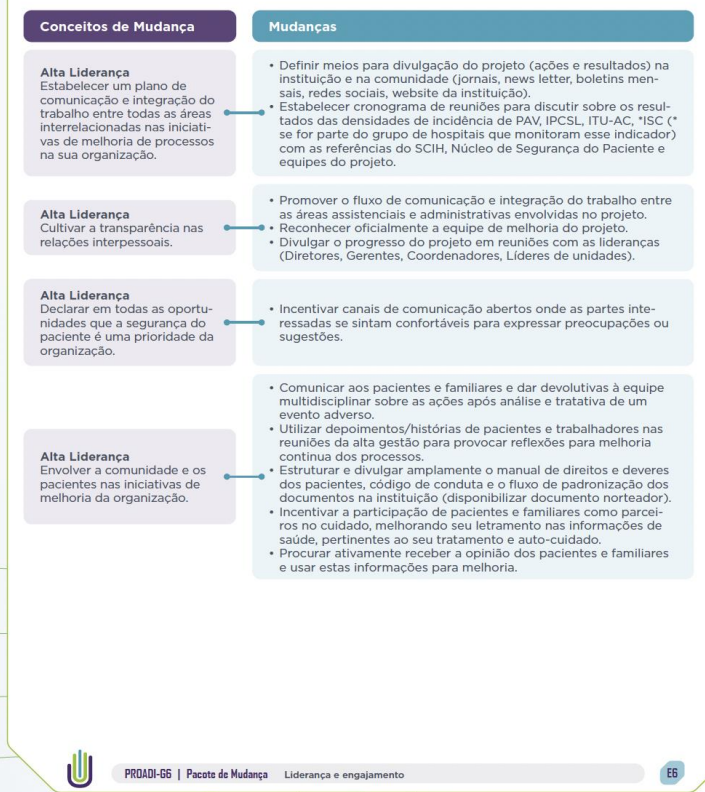 Conceitos de Mudança
Mudanças
Alta Liderança
Estabelecer um plano de
comunicação e integração do
trabalho entre todas as áreas
interrelacionadas nas iniciati-
vas de melhoria de processos
na sua organização.
• Definir meios para divulgação do projeto (ações e resultados) na
instituição e na comunidade (jornais, news letter, boletins men-
sais, redes sociais, website da instituição).
• Estabelecer cronograma de reuniões para discutir sobre os resul-
tados das densidades de incidência de PAV, IPCSL, ITU-AC, *ISC (*
se for parte do grupo de hospitais que monitoram esse indicador)
com as referências do SCIH, Núcleo de Segurança do Paciente e
equipes do projeto.
Alta Liderança
Cultivar a transparência nas
relações interpessoais.
• Promover o fluxo de comunicação e integração do trabalho entre
as áreas assistenciais e administrativas envolvidas no projeto.
• Reconhecer oficialmente a equipe de melhoria do projeto.
• Divulgar o progresso do projeto em reuniões com as lideranças
(Diretores, Gerentes, Coordenadores, Líderes de unidades).
Alta Liderança
Declarar em todas as oportu-
nidades que a segurança do
paciente é uma prioridade da
organização.
• Incentivar canais de comunicação abertos onde as partes inte-
ressadas se sintam confortáveis para expressar preocupações ou
sugestões.
Alta Liderança
Envolver a comunidade e os
pacientes nas iniciativas de
melhoria da organização.
• Comunicar aos pacientes e familiares e dar devolutivas à equipe
multidisciplinar sobre as ações após análise e tratativa de um
evento adverso.
• Utilizar depoimentos/histórias de pacientes e trabalhadores nas
reuniões da alta gestão para provocar reflexões para melhoria
continua dos processos.
• Estruturar e divulgar amplamente o manual de direitos e deveres
dos pacientes, código de conduta e o fluxo de padronização dos
documentos na instituição (disponibilizar documento norteador).
• Incentivar a participação de pacientes e familiares como parcei-
ros no cuidado, melhorando seu letramento nas informações de
saúde, pertinentes ao seu tratamento e auto-cuidado.
• Procurar ativamente receber a opinião dos pacientes e familiares
e usar estas informações para melhoria.
PROADI-G6 | Pacote de Mudança Liderança e engajamento
E6